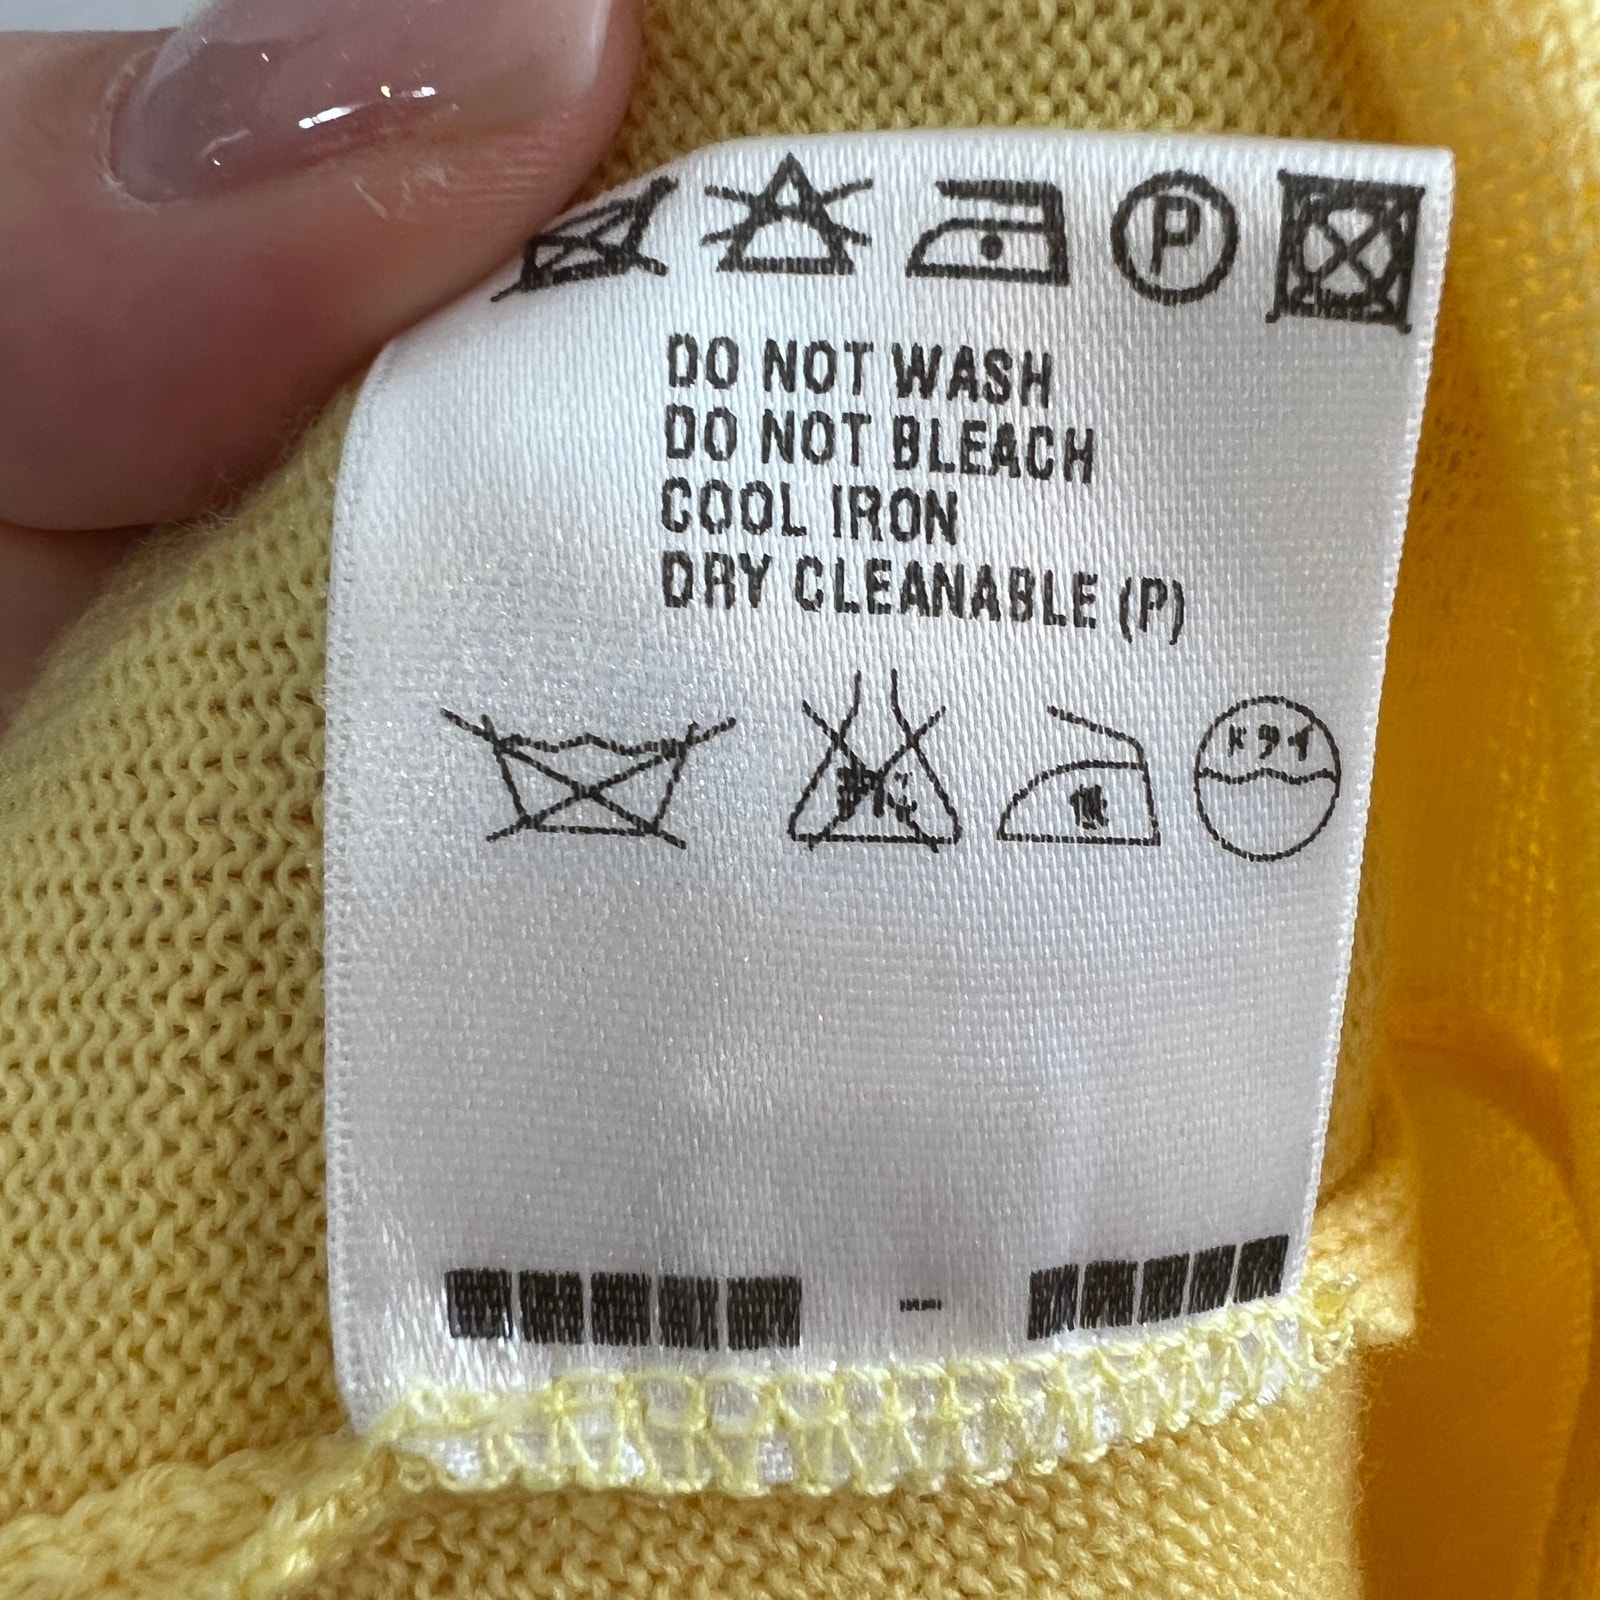 P
DO NOT WASH
DO NOT BLEACH
COOL IRON
DRY CLEANABLE (P)
ドライ